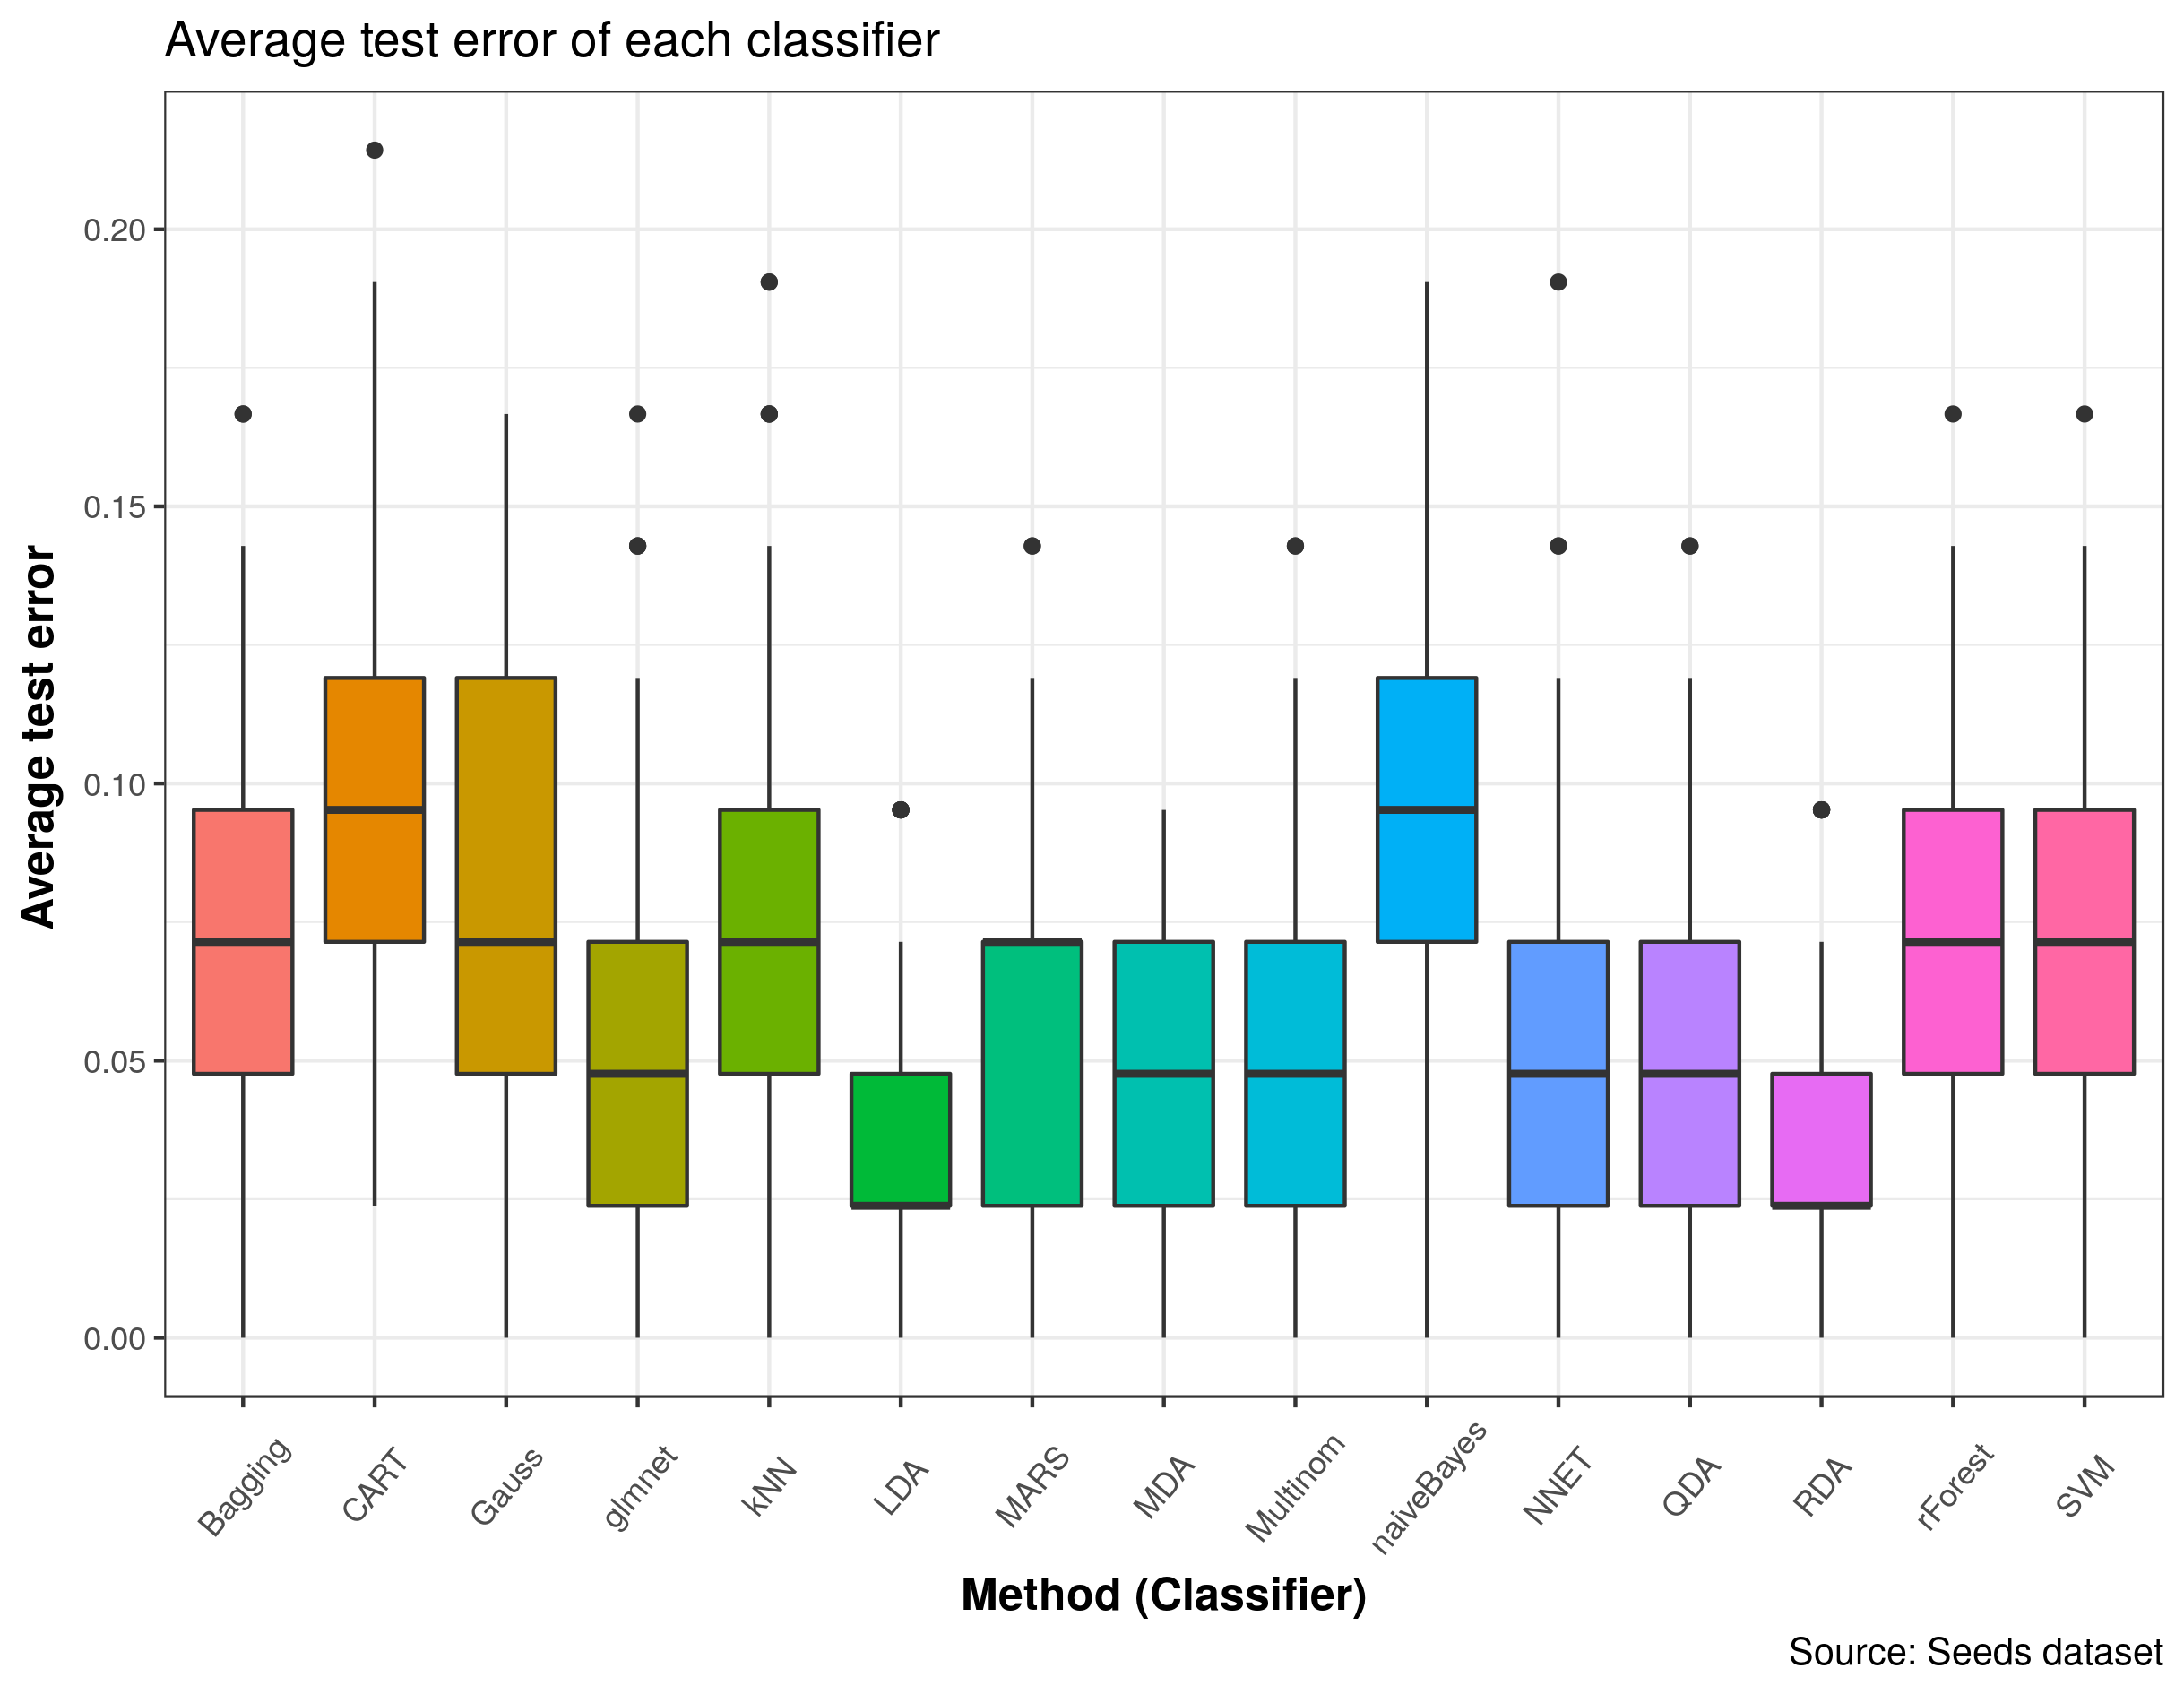 Average test error of each classifier
Average test error
0.20
0.15
0.10
0.05
0.00
Bagging
CART
Gauss
glmnet
kNN
LDA
MARS
MDA
Multinom
naiveBayes
NNET
QDA
RDA
rForest
SVM
Method (Classifier)
Source: Seeds dataset